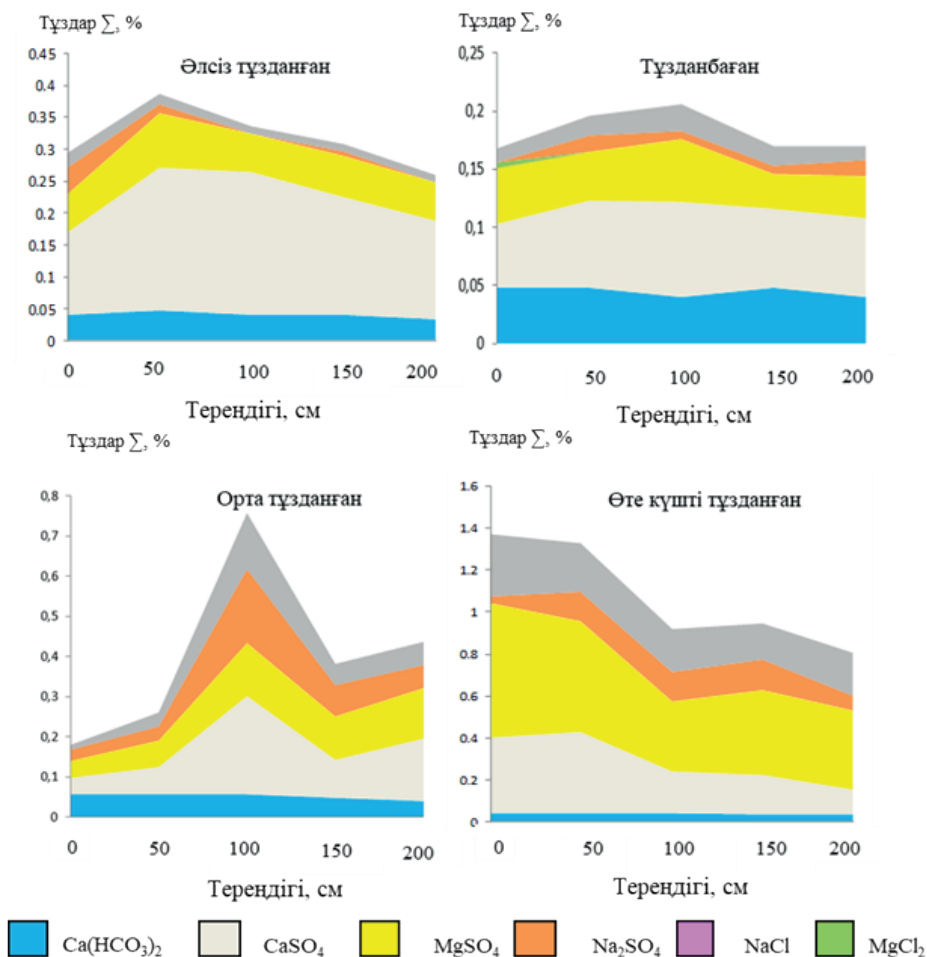 Тұздар ∑, %
Әлсіз тұзданған
0.45
0.4
0.35
0.3
0.25
0.2
0.15
0.1
0.05
0
0 50 100 150 200
Тереңдігі, см
Тұздар ∑, %
Тұзданбаған
0,25
0,2
0,15
0,1
0,05
0
0 50 100 150 200
Тереңдігі, см
Тұздар ∑, %
Орта тұзданған
0,8
0,7
0,6
0,5
0,4
0,3
0,2
0,1
0
0 50 100 150 200
Тереңдігі, см
Тұздар ∑, %
Өте күшті тұзданған
1.6
1.4
1.2
1
0.8
0.6
0.4
0.2
0
0 50 100 150 200
Тереңдігі, см
Ca(HCO₃)₂ CaSO₄ MgSO₄ Na₂SO₄ NaCl MgCl₂